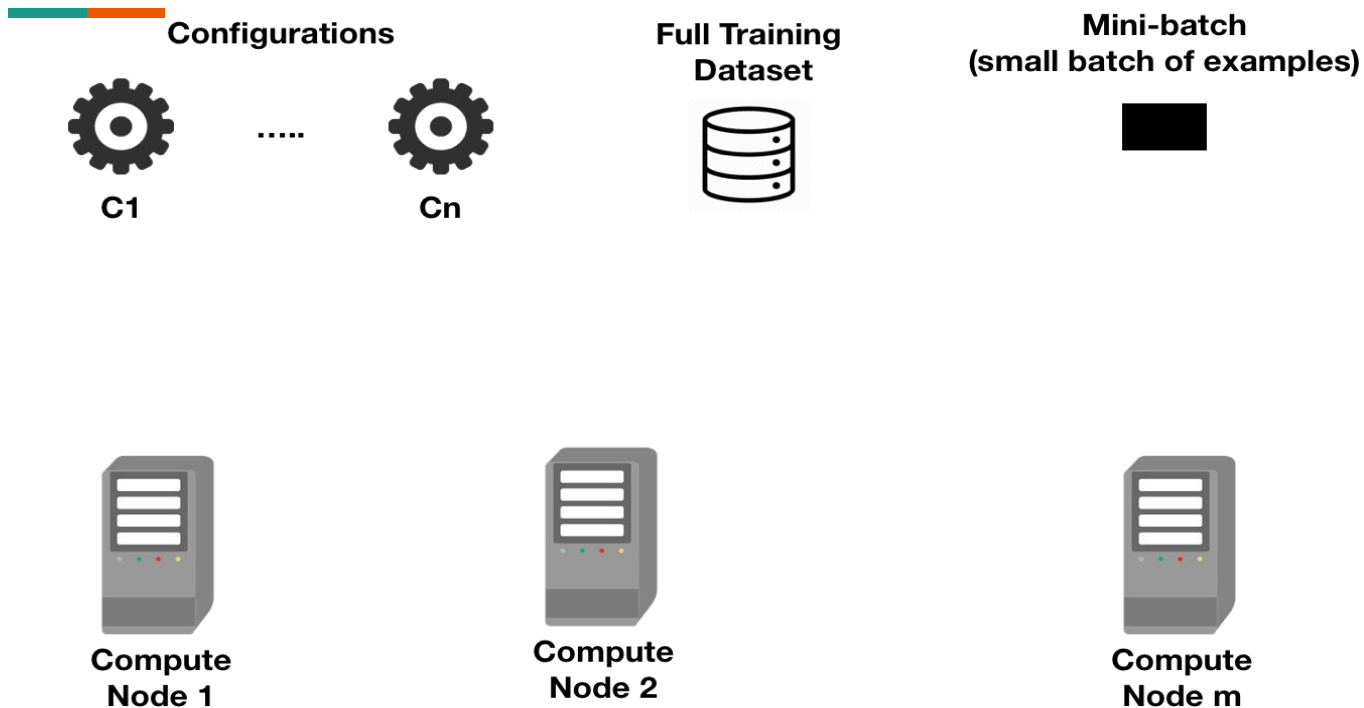 Configurations
Full Training
Dataset
Mini-batch
(small batch of examples)
.....
C1
Cn
Compute
Node 1
Compute
Node 2
Compute
Node m